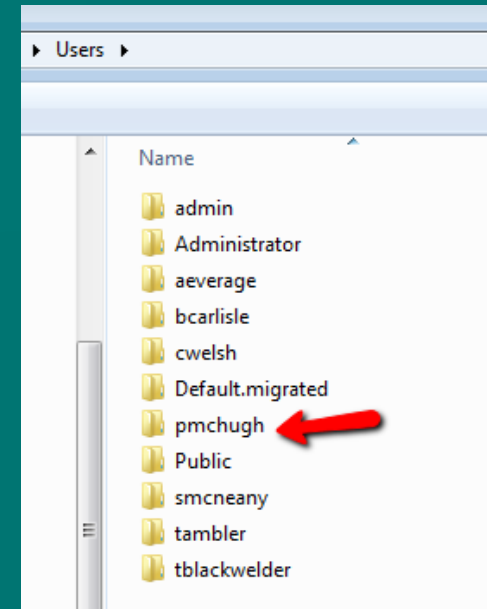 Users
Name
admin
Administrator
aeverage
bcarlisle
cwelsh
Default.migrated
pmchugh
Public
smcneany
tambler
tblackwelder